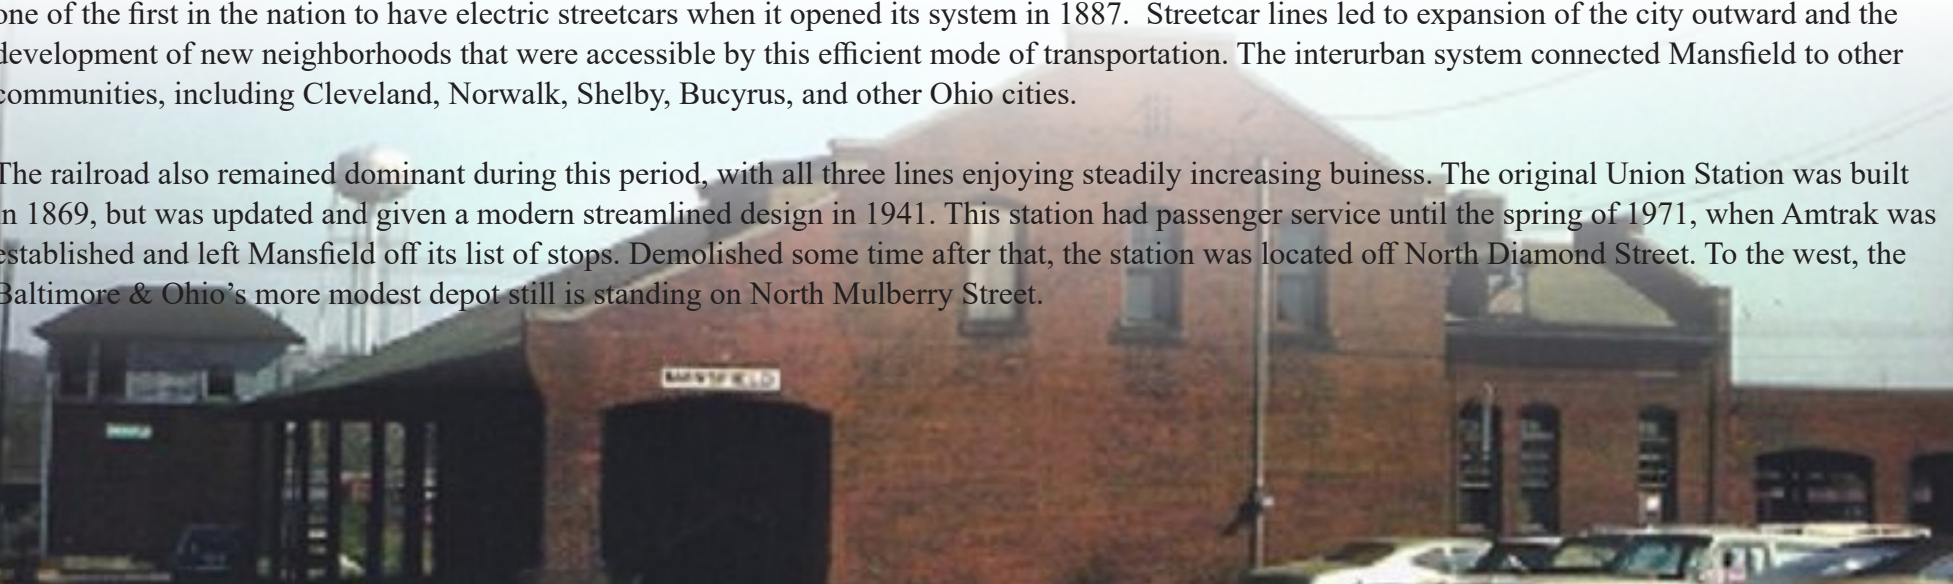 one of the first in the nation to have electric streetcars when it opened its system in 1887. Streetcar lines led to expansion of the city outward and the
development of new neighborhoods that were accessible by this efficient mode of transportation. The interurban system connected Mansfield to other
communities, including Cleveland, Norwalk, Shelby, Bucyrus, and other Ohio cities.
The railroad also remained dominant during this period, with all three lines enjoying steadily increasing buiness. The original Union Station was built
in 1869, but was updated and given a modern streamlined design in 1941. This station had passenger service until the spring of 1971, when Amtrak was
established and left Mansfield off its list of stops. Demolished some time after that, the station was located off North Diamond Street. To the west, the
Baltimore & Ohio’s more modest depot still is standing on North Mulberry Street.
MANSFIELD